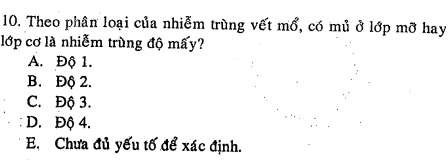 10. Theo phân loại của nhiễm trùng vết mổ, có mủ ở lớp mỡ hay
lớp cơ là nhiễm trùng độ mấy?
A. Độ 1.
B. Độ 2.
C. Độ 3.
D. Độ 4.
E. Chưa đủ yếu tố để xác định.